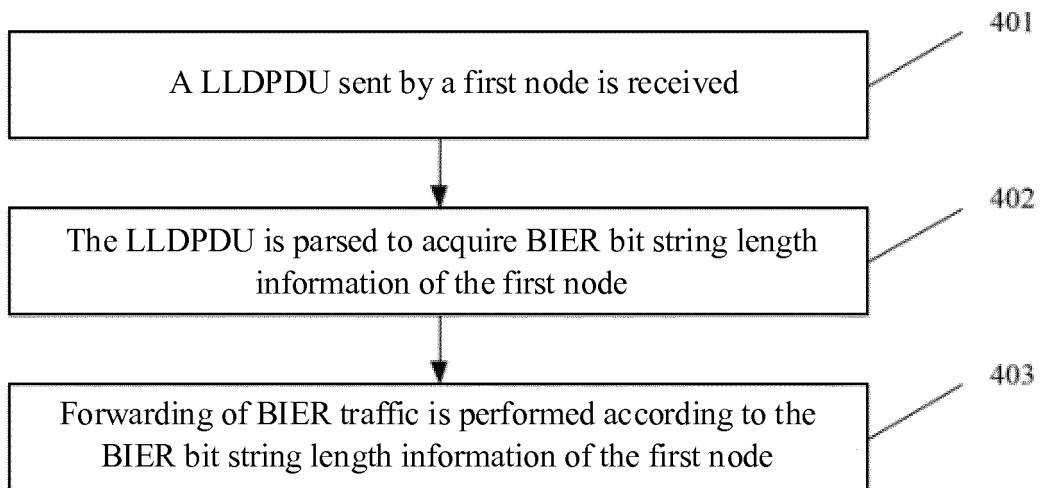 401
A LLDPDU sent by a first node is received
402
The LLDPDU is parsed to acquire BIER bit string length
information of the first node
403
Forwarding of BIER traffic is performed according to the
BIER bit string length information of the first node